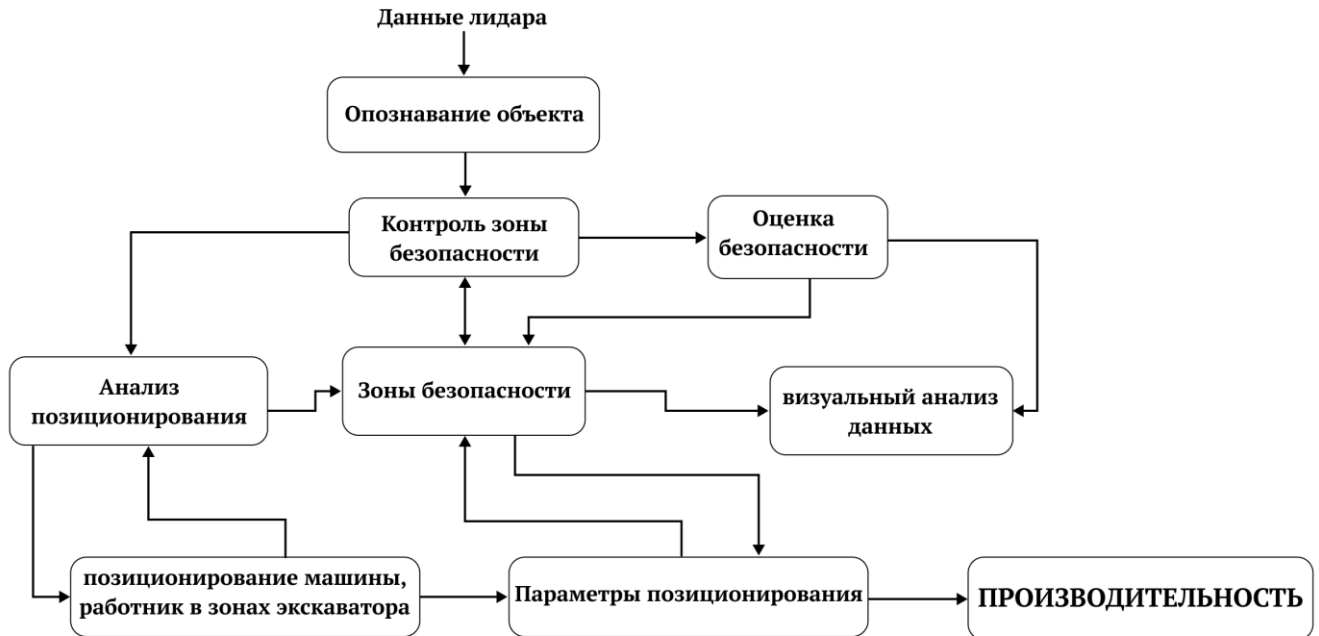 Данные лидара
Опознавание объекта
Контроль зоны
безопасности
Оценка
безопасности
Анализ
позиционирования
Зоны безопасности
визуальный анализ
данных
позиционирование машины,
работник в зонах экскаватора
Параметры позиционирования
ПРОИЗВОДИТЕЛЬНОСТЬ